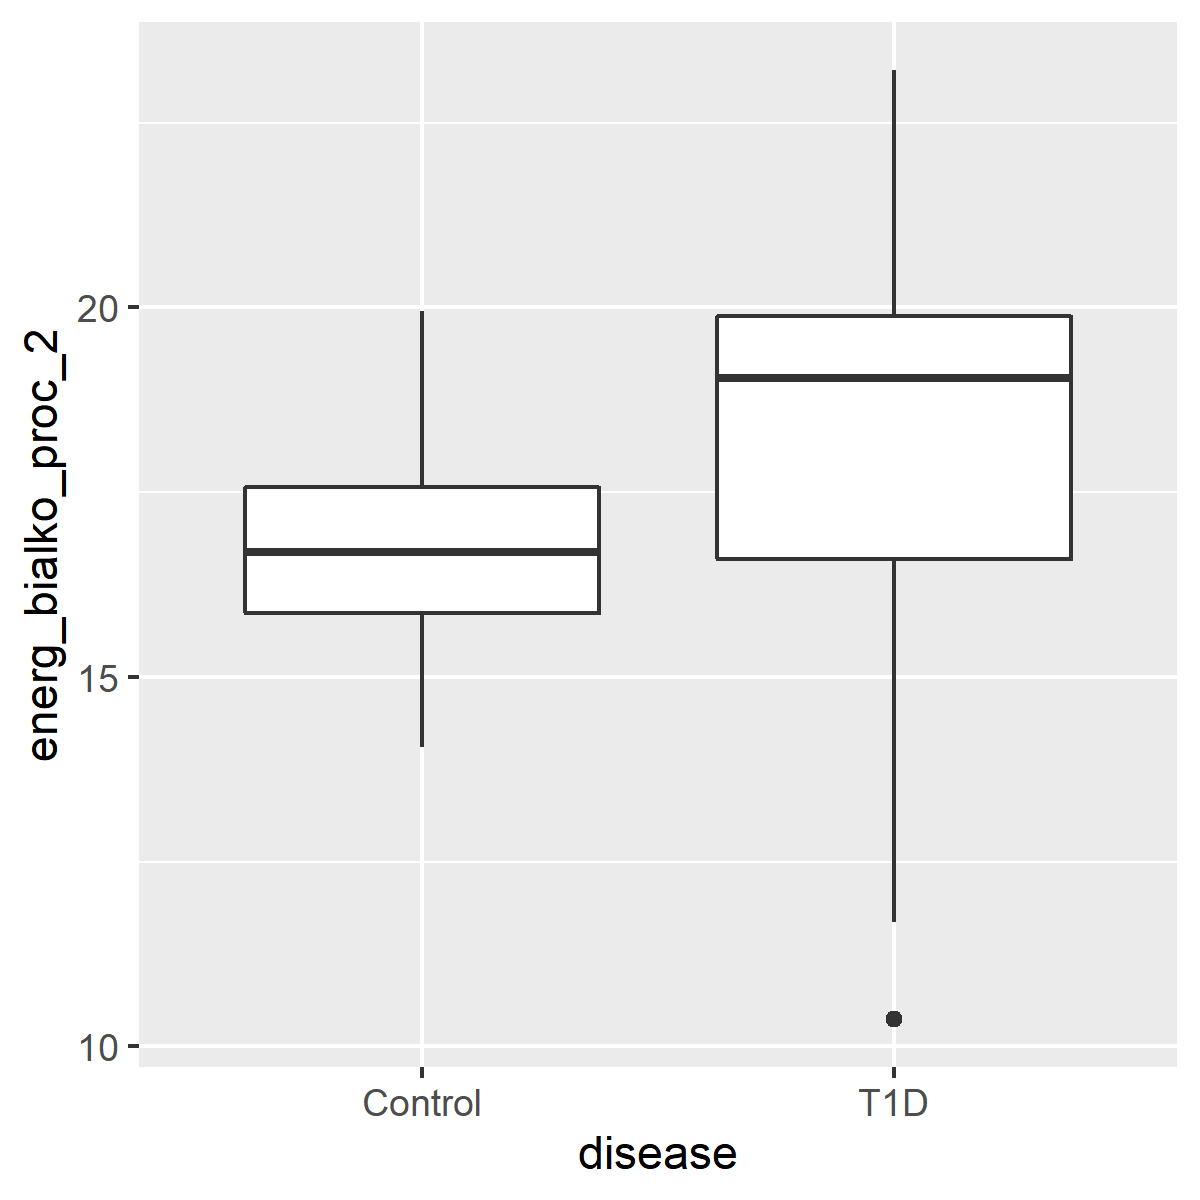 energ_bialko_proc_2
20
15
10
Control
T1D
disease